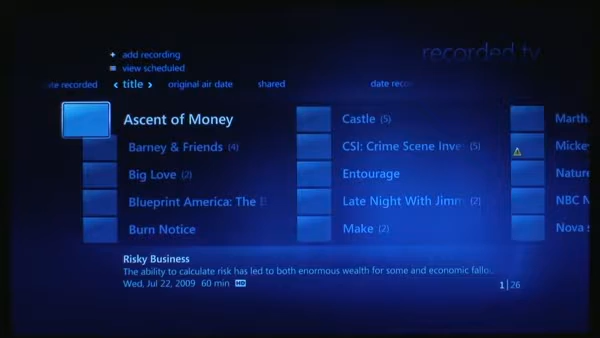 recorded tv
+ add recording
≡ view scheduled
ate recorded < title > original air date shared date reco
Ascent of Money
Barney & Friends (4)
Big Love (2)
Blueprint America: The
Burn Notice
Castle (5)
CSI: Crime Scene Inve (5)
Entourage
Late Night With Jimm (2)
Make (2)
Marth
Mickey
Nature
NBC N
Nova s
Risky Business
The ability to calculate risk has led to both enormous wealth for some and economic fallo...
Wed, Jul 22, 2009 60 min HD
1|26